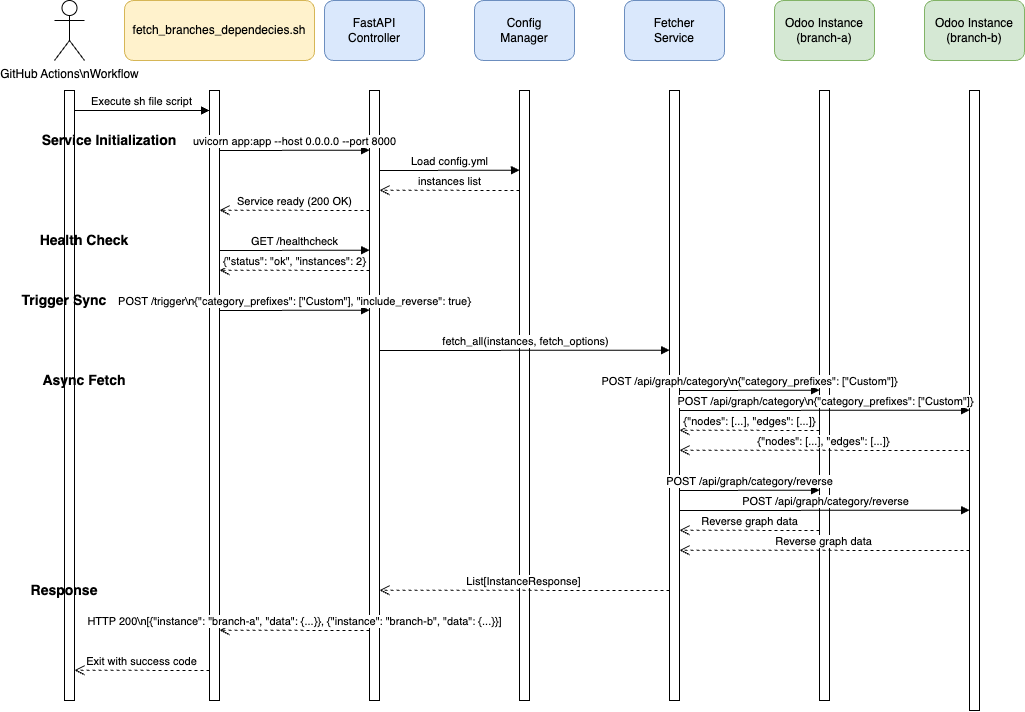 fetch_branches_dependecies.sh
FastAPI
Controller
Config
Manager
Fetcher
Service
Odoo Instance
(branch-a)
Odoo Instance
(branch-b)
GitHub Actions\nWorkflow
Execute sh file script
Service Initialization
uvicorn app:app --host 0.0.0.0 --port 8000
Load config.yml
instances list
Service ready (200 OK)
Health Check
GET /healthcheck
{"status": "ok", "instances": 2}
Trigger Sync
POST /trigger\n{"category_prefixes": ["Custom"], "include_reverse": true}
fetch_all(instances, fetch_options)
Async Fetch
POST /api/graph/category\n{"category_prefixes": ["Custom"]}
POST /api/graph/category\n{"category_prefixes": ["Custom"]}
{"nodes": [...], "edges": [...]}
{"nodes": [...], "edges": [...]}
POST /api/graph/category/reverse
POST /api/graph/category/reverse
Reverse graph data
Reverse graph data
Response
List[InstanceResponse]
HTTP 200\n[{"instance": "branch-a", "data": {...}}, {"instance": "branch-b", "data": {...}}]
Exit with success code